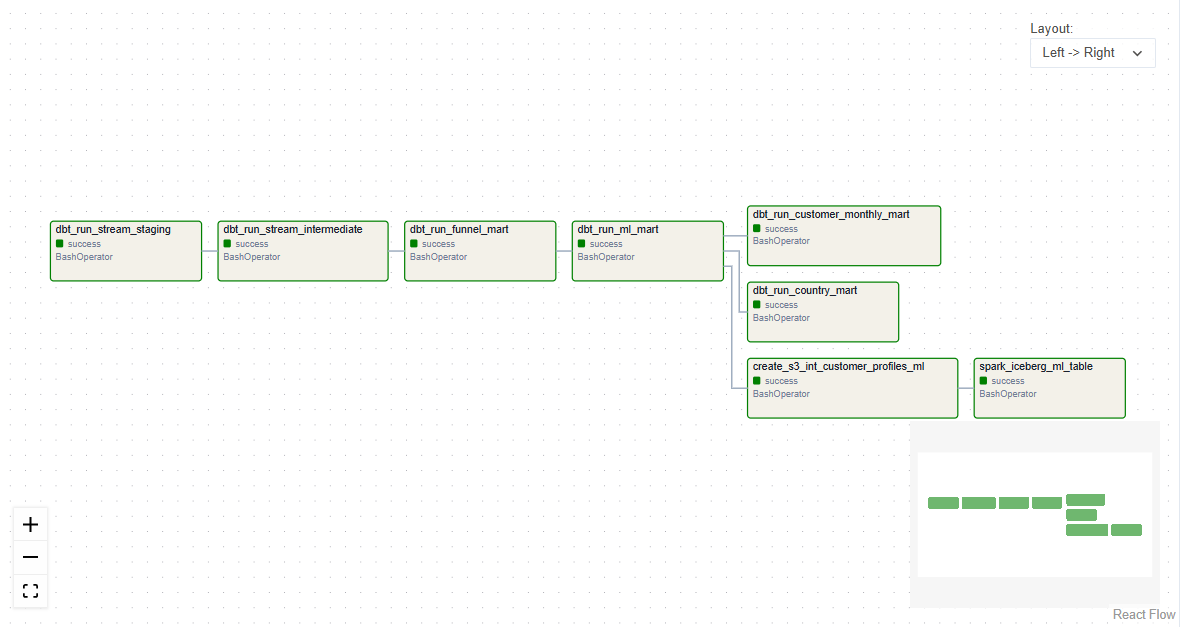 Layout:
Left -> Right
dbt_run_stream_staging
success
BashOperator
dbt_run_stream_intermediate
success
BashOperator
dbt_run_funnel_mart
success
BashOperator
dbt_run_ml_mart
success
BashOperator
dbt_run_customer_monthly_mart
success
BashOperator
dbt_run_country_mart
success
BashOperator
create_s3_int_customer_profiles_ml
success
BashOperator
spark_iceberg_ml_table
success
BashOperator
React Flow